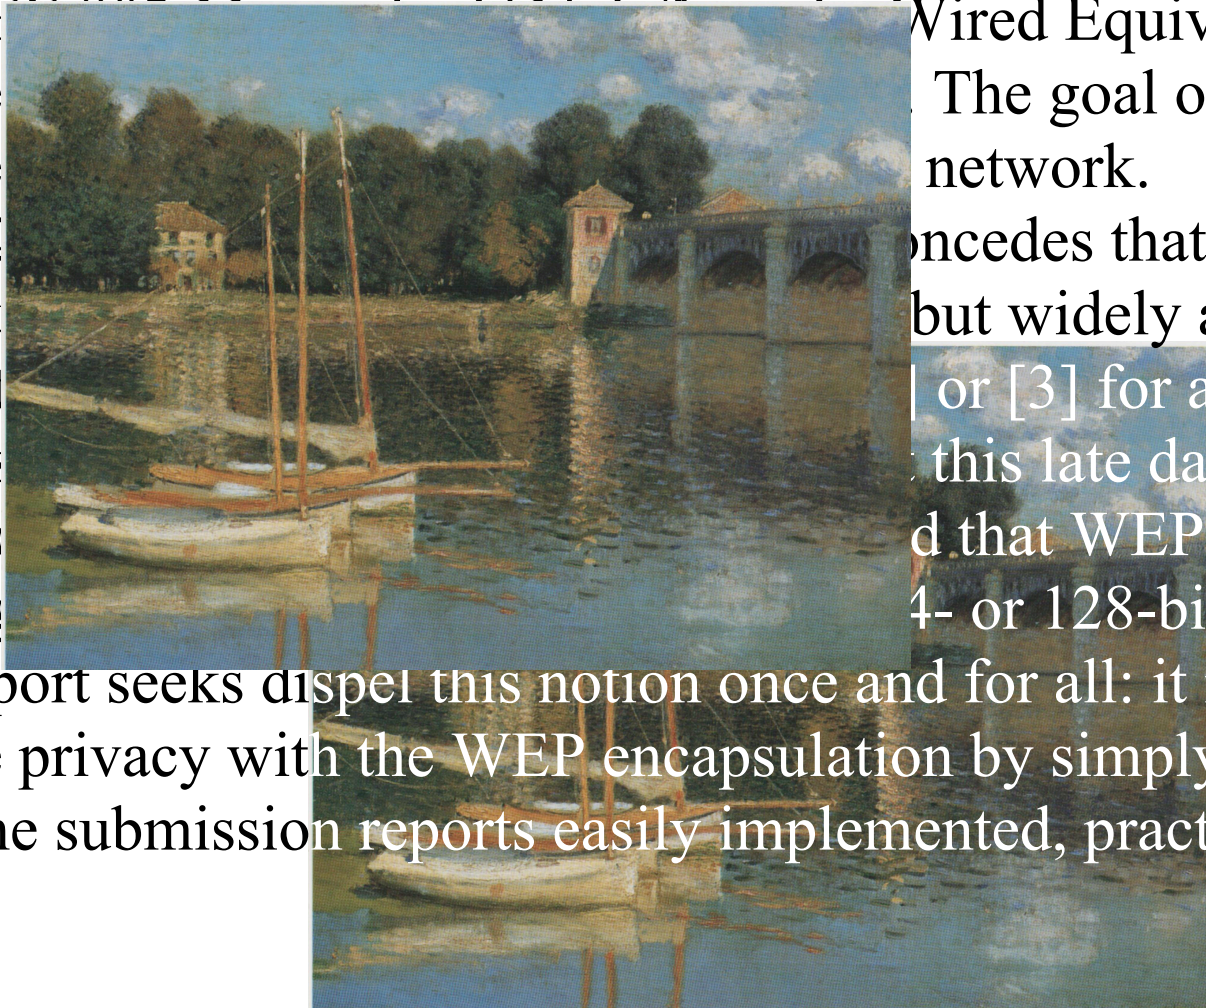 Wired Equiv
. The goal o
network.
oncedes that
but widely a
] or [3] for a
this late da
d that WEP
4- or 128-bi
port seeks dispel this notion once and for all: it
privacy with the WEP encapsulation by simply
he submission reports easily implemented, pract